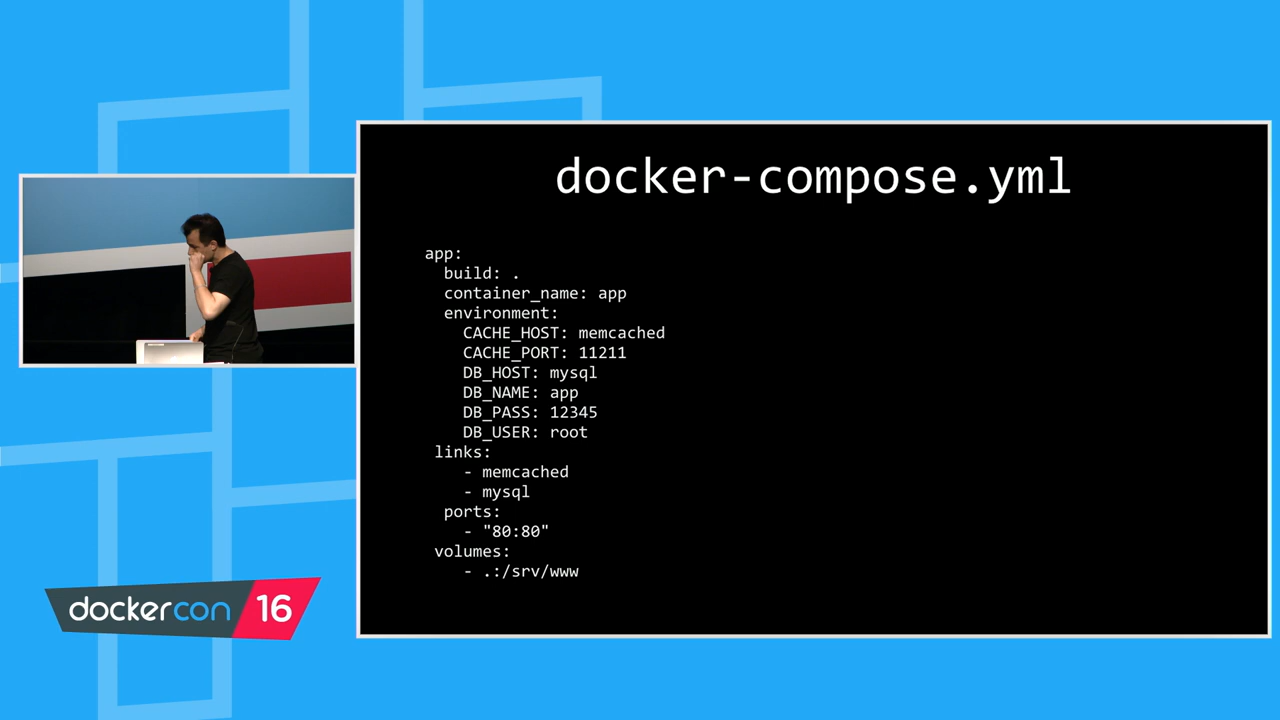 docker-compose.yml
app:
  build: .
  container_name: app
  environment:
    CACHE_HOST: memcached
    CACHE_PORT: 11211
    DB_HOST: mysql
    DB_NAME: app
    DB_PASS: 12345
    DB_USER: root
 links:
    - memcached
    - mysql
  ports:
    - "80:80"
 volumes:
    - .:/srv/www
dockercon 16